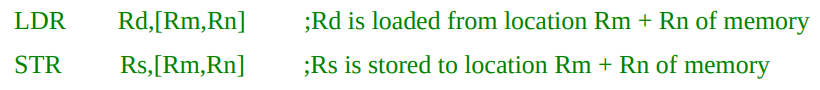 LDR Rd,[Rm,Rn] ;Rd is loaded from location Rm + Rn of memory
STR Rs,[Rm,Rn] ;Rs is stored to location Rm + Rn of memory